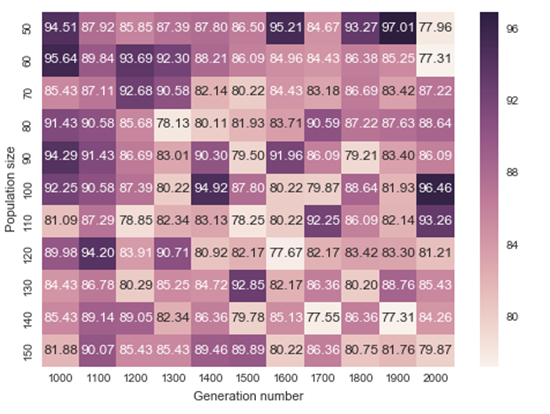 50 94.51 87.92 85.85 87.39 87.80 86.50 95.21 84.67 93.27 97.01 77.96
60 95.64 89.84 93.69 92.30 88.21 86.09 84.96 84.43 86.38 85.25 77.31
70 85.43 87.11 92.68 90.58 82.14 80.22 84.43 83.18 86.69 83.42 87.22
80 91.43 90.58 85.68 78.13 80.11 81.93 83.71 90.59 87.22 87.63 88.64
90 94.29 91.43 86.69 83.01 90.30 79.50 91.96 86.09 79.21 83.40 86.09
100 92.25 90.58 87.39 80.22 94.92 87.80 80.22 79.87 88.64 81.93 96.46
110 81.09 87.29 78.85 82.34 83.13 78.25 80.22 92.25 86.09 82.14 93.26
120 89.98 94.20 83.91 90.71 80.92 82.17 77.67 82.17 83.42 83.30 81.21
130 84.43 86.78 80.29 85.25 84.72 92.85 82.17 86.36 80.20 88.76 85.43
140 85.43 89.14 89.05 82.34 86.36 79.78 85.13 77.55 86.36 77.31 84.26
150 81.88 90.07 85.43 85.43 89.46 89.89 80.22 86.36 80.75 81.76 79.87
1000 1100 1200 1300 1400 1500 1600 1700 1800 1900 2000
Generation number
Population size
96
92
88
84
80